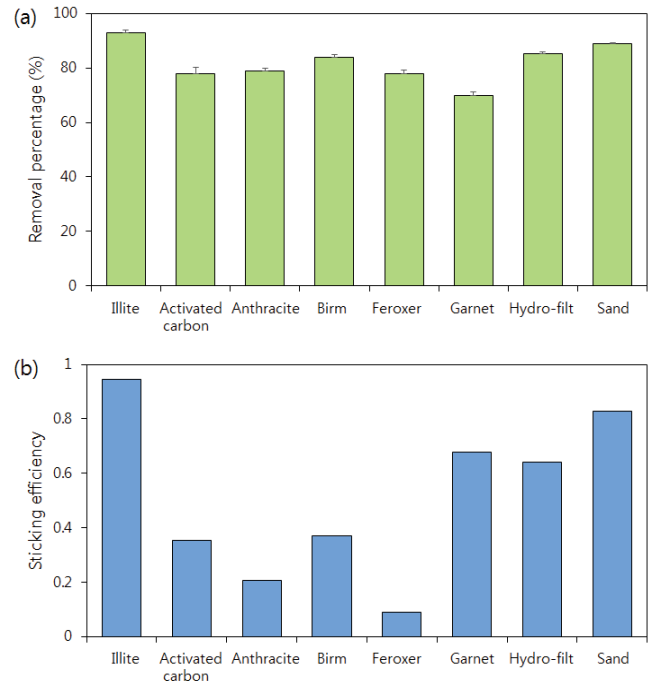 (a)
Removal percentage (%)
100
80
60
40
20
0
Illite Activated carbon Anthracite Birm Feroxer Garnet Hydro-filt Sand
(b)
Sticking efficiency
1
0.8
0.6
0.4
0.2
0
Illite Activated carbon Anthracite Birm Feroxer Garnet Hydro-filt Sand